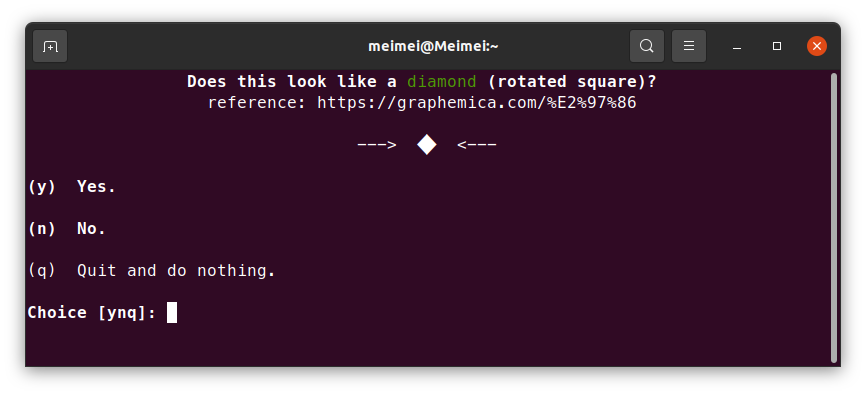 meimei@Meimei:~
Does this look like a diamond (rotated square)?
reference: https://graphemica.com/%E2%97%86
---> ◆ <---
(y) Yes.
(n) No.
(q) Quit and do nothing.
Choice [ynq]: